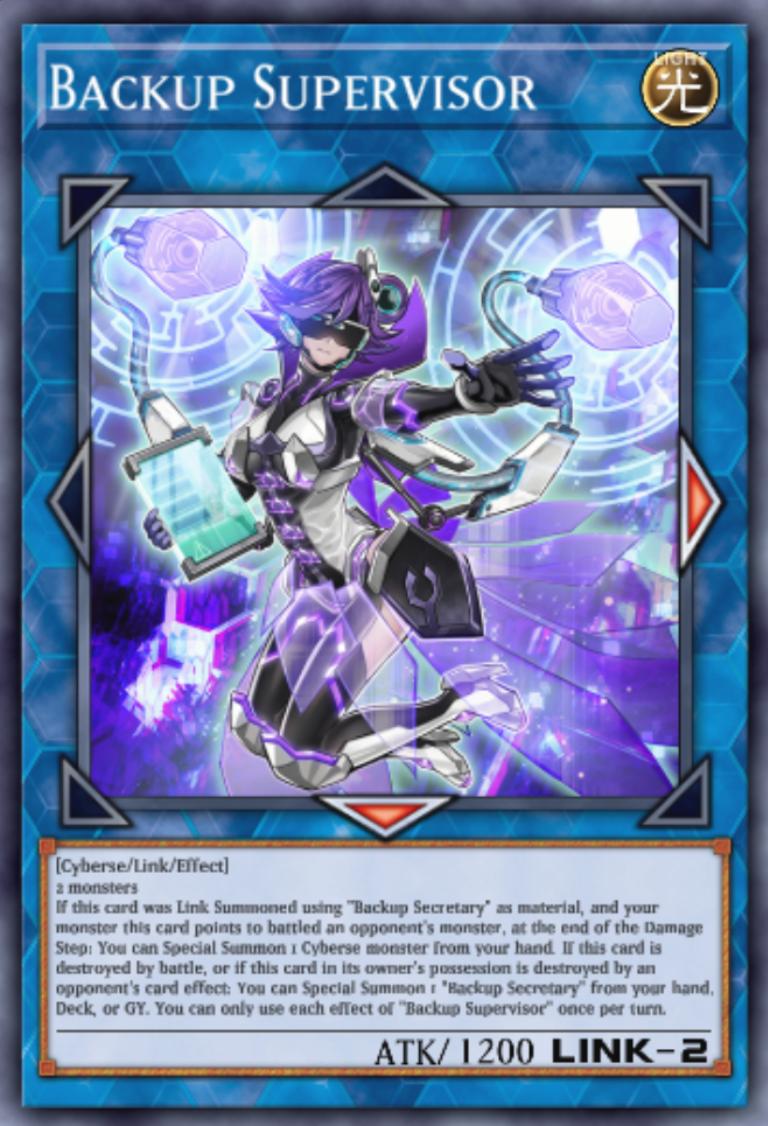 BACKUP SUPERVISOR
LIGHT
光
[Cyberse/Link/Effect]
2 monsters
If this card was Link Summoned using "Backup Secretary" as material, and your
monster this card points to battled an opponent's monster, at the end of the Damage
Step: You can Special Summon 1 Cyberse monster from your hand. If this card is
destroyed by battle, or if this card in its owner's possession is destroyed by an
opponent's card effect: You can Special Summon 1 "Backup Secretary" from your hand,
Deck, or GY. You can only use each effect of "Backup Supervisor" once per turn.
ATK/ 1200 LINK-2